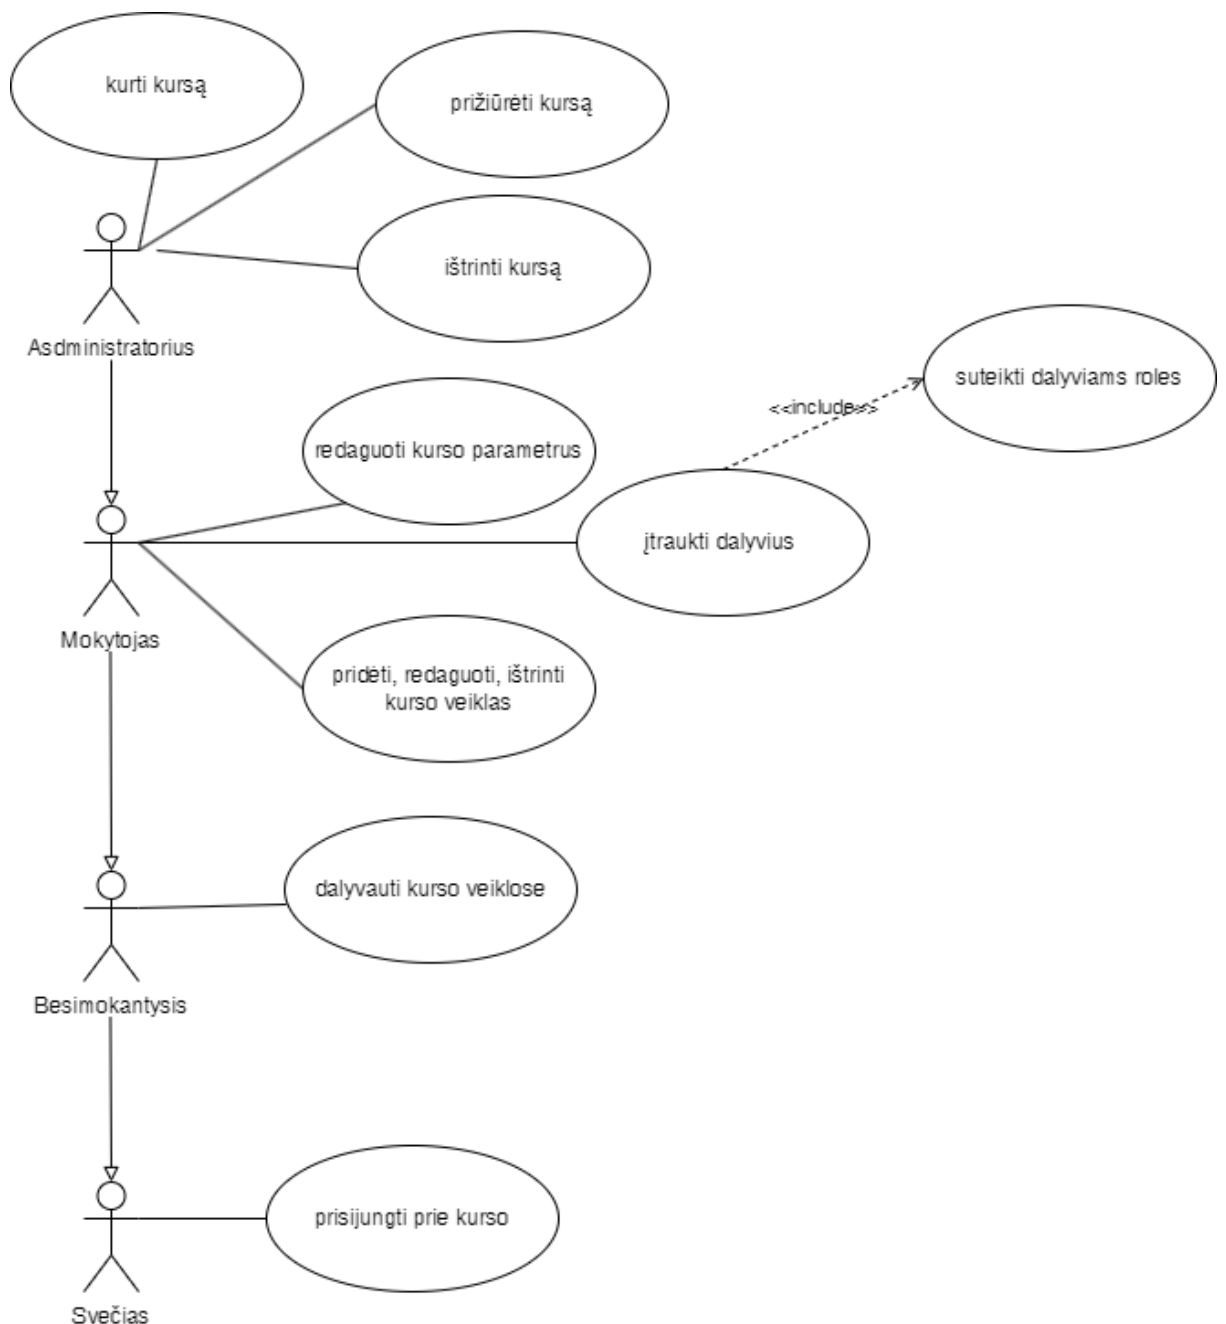 kurti kursą
prižiūrėti kursą
ištrinti kursą
Asdministratorius
suteikti dalyviams roles
<<include>>
redaguoti kurso parametrus
įtraukti dalyvius
Mokytojas
pridėti, redaguoti, ištrinti
kurso veiklas
dalyvauti kurso veiklose
Besimokantysis
prisijungti prie kurso
Svečias